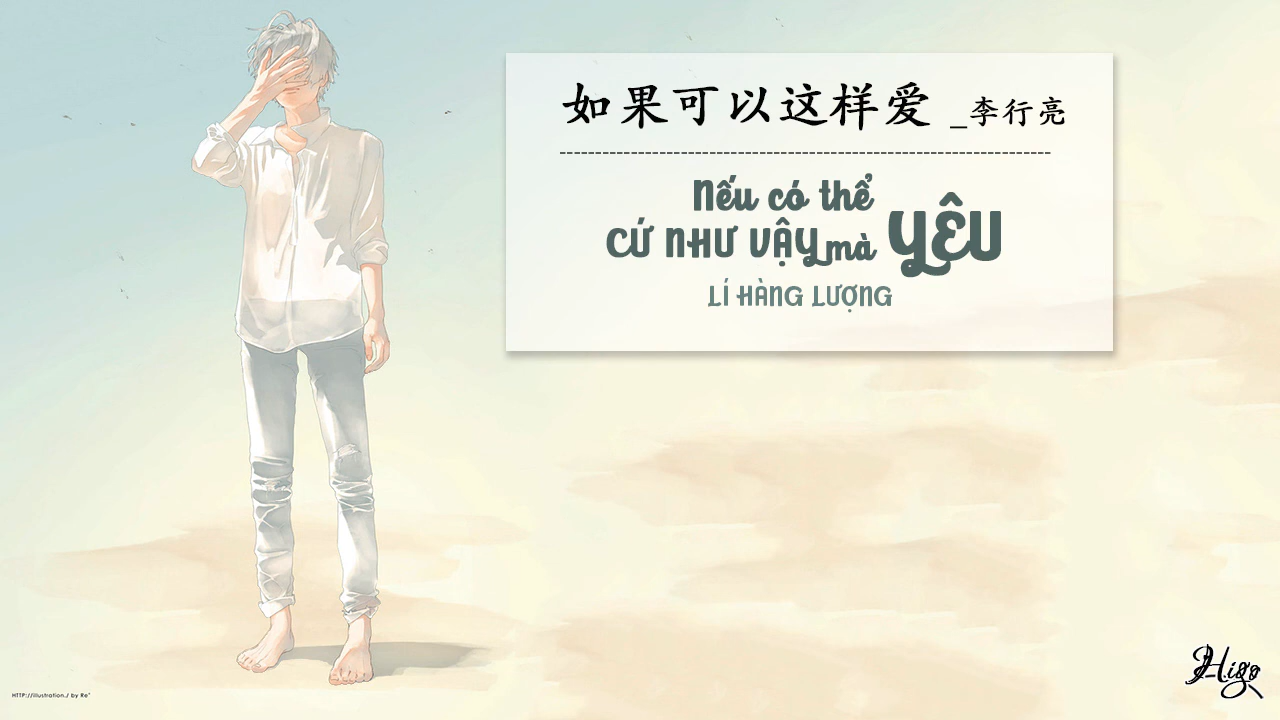 如果可以这样爱 _李行亮
Nếu có thể
CỨ NHƯ VẬY mà YÊU
LÍ HÀNG LƯỢNG
HTTP://illustration./ by Re°
Higo